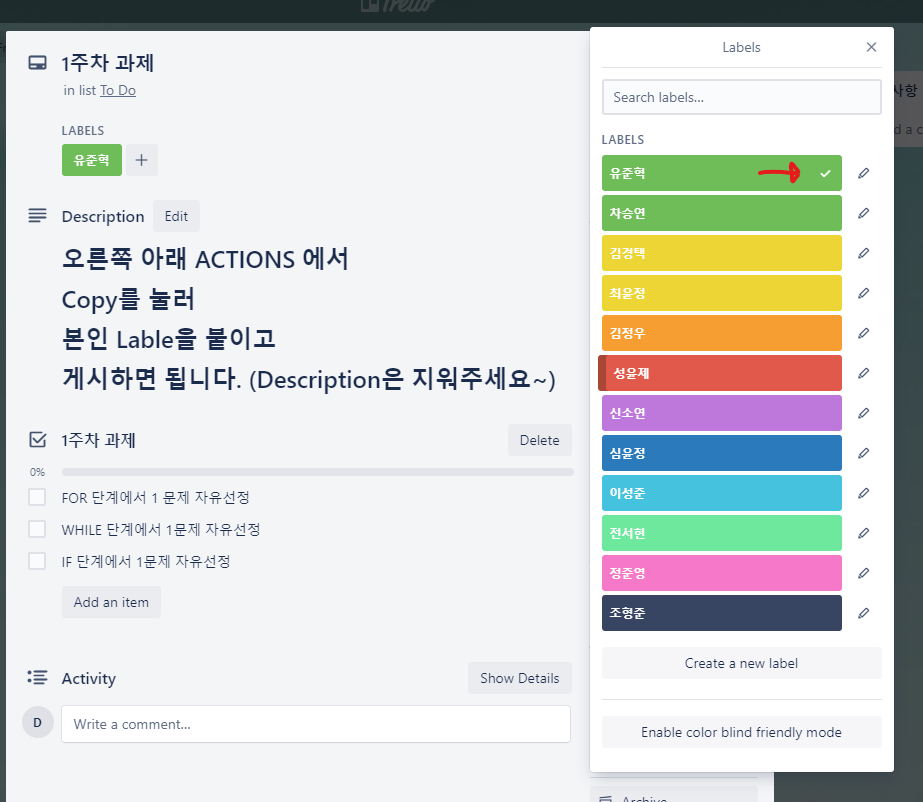 Trello
1주차 과제
in list To Do
LABELS
유준혁
Description
Edit
오른쪽 아래 ACTIONS 에서
Copy를 눌러
본인 Lable을 붙이고
게시하면 됩니다. (Description은 지워주세요~)
1주차 과제
Delete
0%
FOR 단계에서 1 문제 자유선정
WHILE 단계에서 1문제 자유선정
IF 단계에서 1문제 자유선정
Add an item
Activity
Show Details
D
Write a comment...
Labels
Search labels...
LABELS
유준혁
차승연
김경택
최윤정
김정우
성윤제
신소연
심윤정
이성준
전서현
정준영
조형준
Create a new label
Enable color blind friendly mode
Archive
사항
d a c